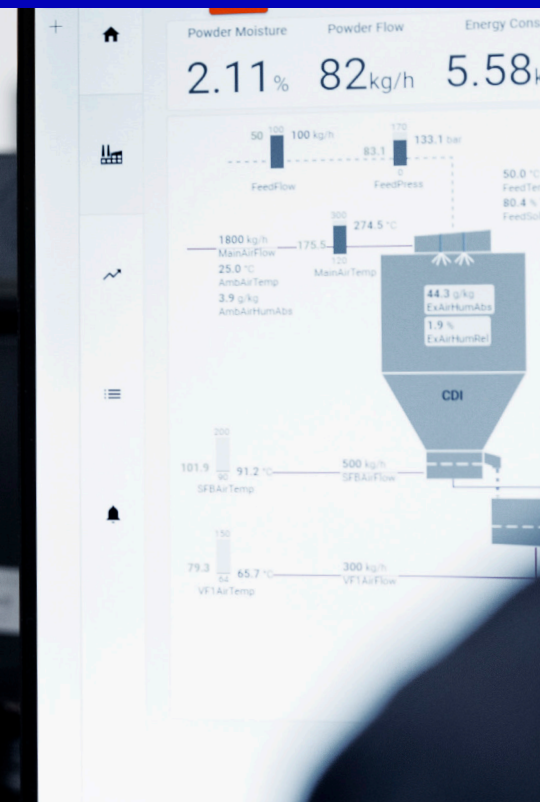 Powder Moisture
Powder Flow
Energy Cons
2.11%
82kg/h
5.58k
50
100
100 kg/h
FeedFlow
83.1
170
133.1 bar
0
FeedPress
50.0 °C
FeedTe
80.4 %
FeedSol
1800 kg/h
MainAirFlow
25.0 °C
AmbAirTemp
3.9 g/kg
AmbAirHumAbs
175.5
300
274.5 °C
120
MainAirTemp
44.3 g/kg
ExAirHumAbs
1.9 %
ExAirHumRel
CDI
200
101.9
90
91.2 °C
SFBAirTemp
500 kg/h
SFBAirFlow
150
79.3
64
65.7 °C
VF1AirTemp
300 kg/h
VF1AirFlow